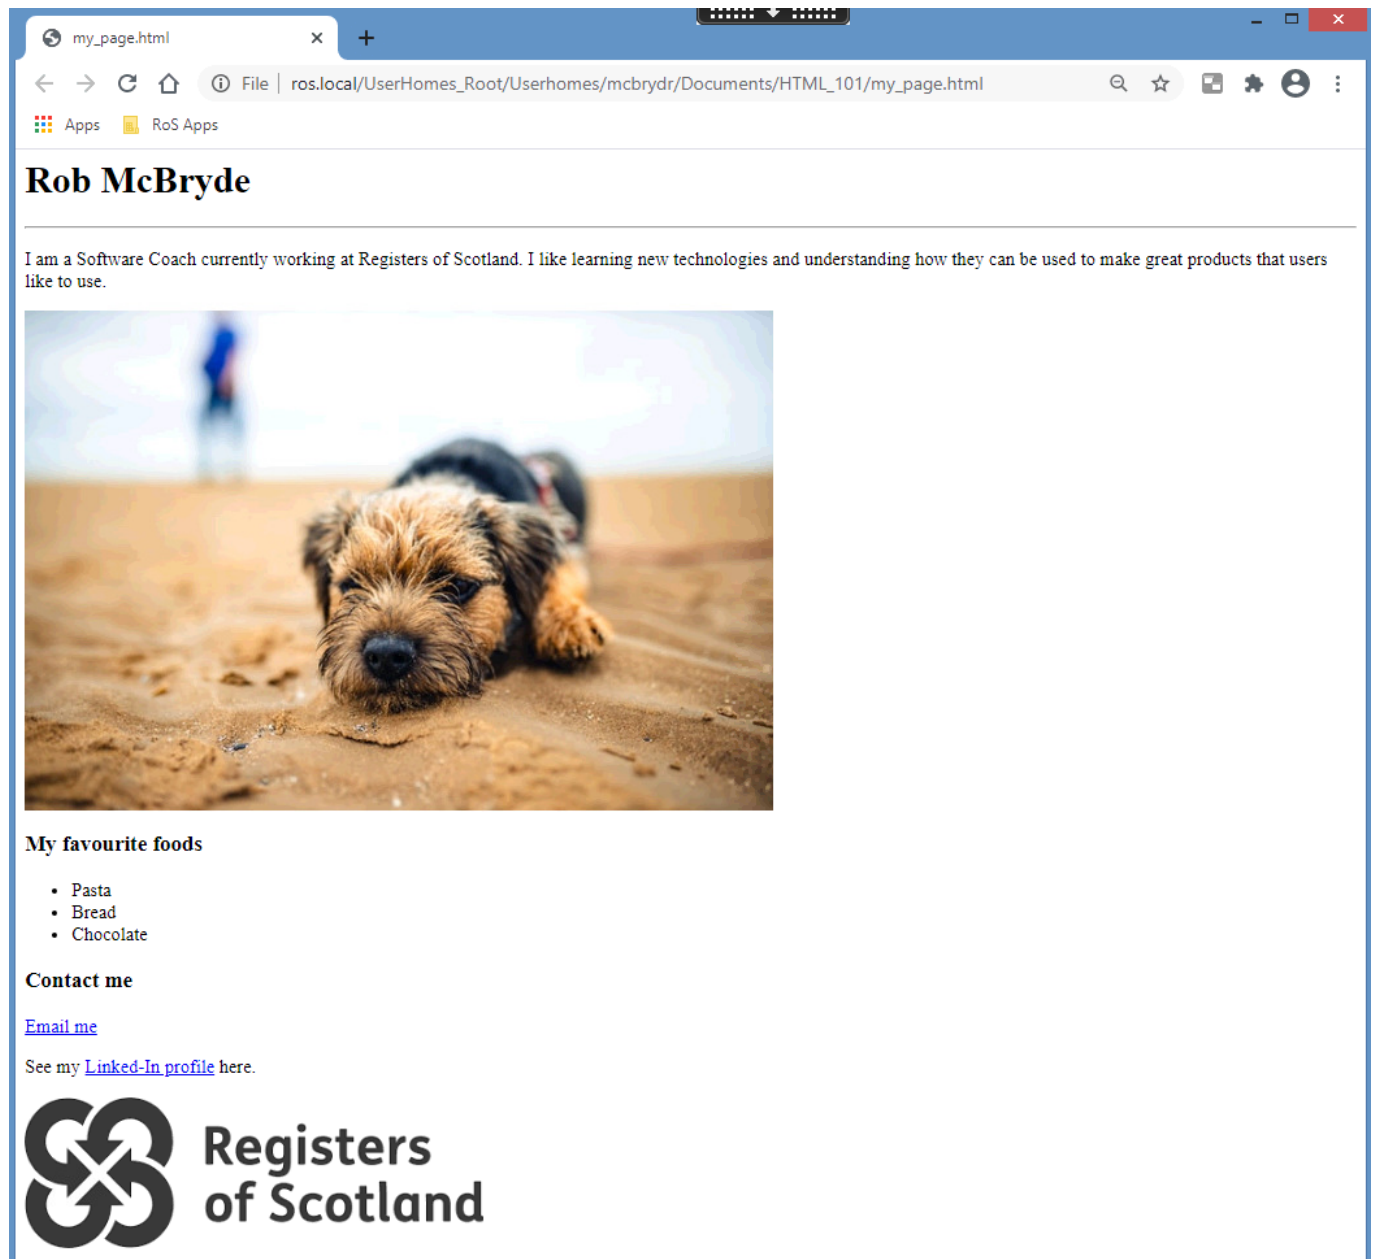 my_page.html
File | ros.local/UserHomes_Root/Userhomes/mcbrydr/Documents/HTML_101/my_page.html
Apps RoS Apps
Rob McBryde
I am a Software Coach currently working at Registers of Scotland. I like learning new technologies and understanding how they can be used to make great products that users
like to use.
My favourite foods
• Pasta
• Bread
• Chocolate
Contact me
Email me
See my Linked-In profile here.
Registers
of Scotland